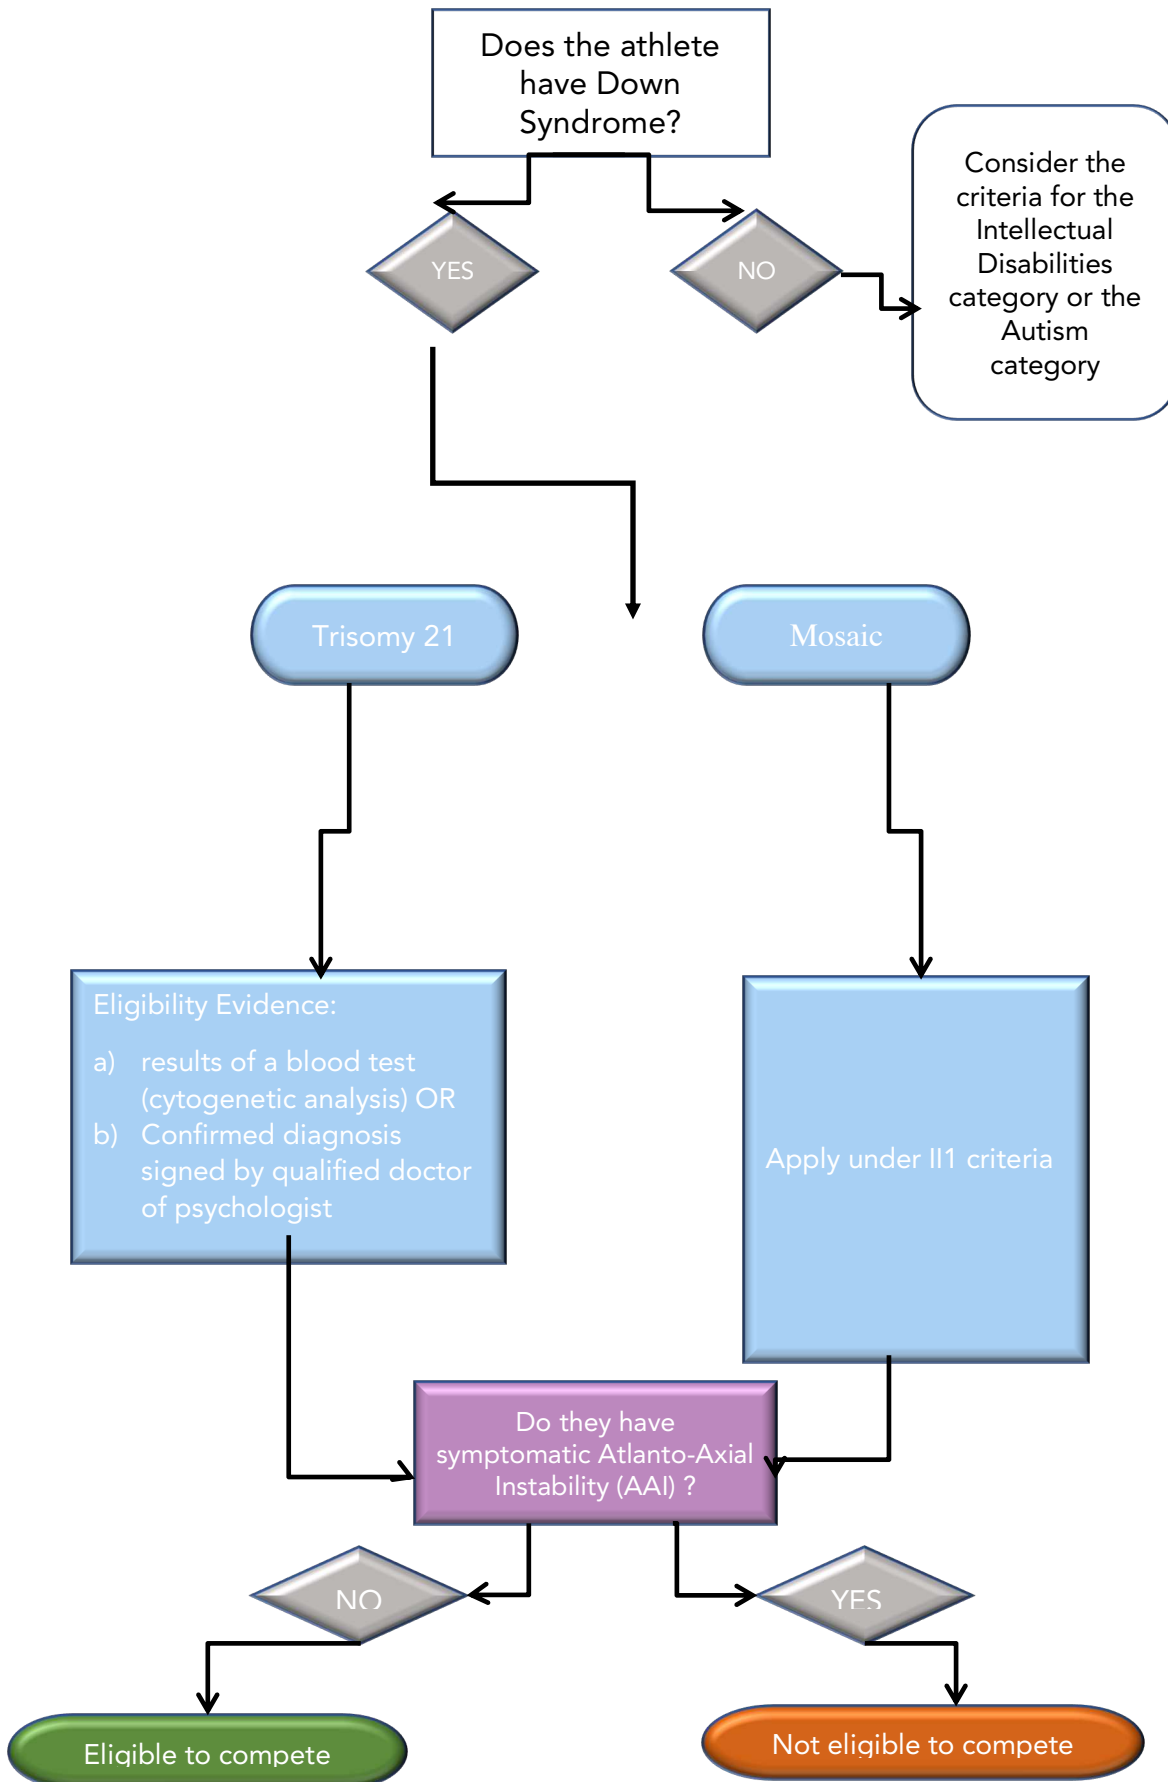 Does the athlete
have Down
Syndrome?
Consider the
criteria for the
Intellectual
Disabilities
category or the
Autism
category
YES
NO
Trisomy 21
Mosaic
Eligibility Evidence:
a) results of a blood test
(cytogenetic analysis) OR
b) Confirmed diagnosis
signed by qualified doctor
of psychologist
Apply under II1 criteria
Do they have
symptomatic Atlanto-Axial
Instability (AAI) ?
NO
YES
Eligible to compete
Not eligible to compete